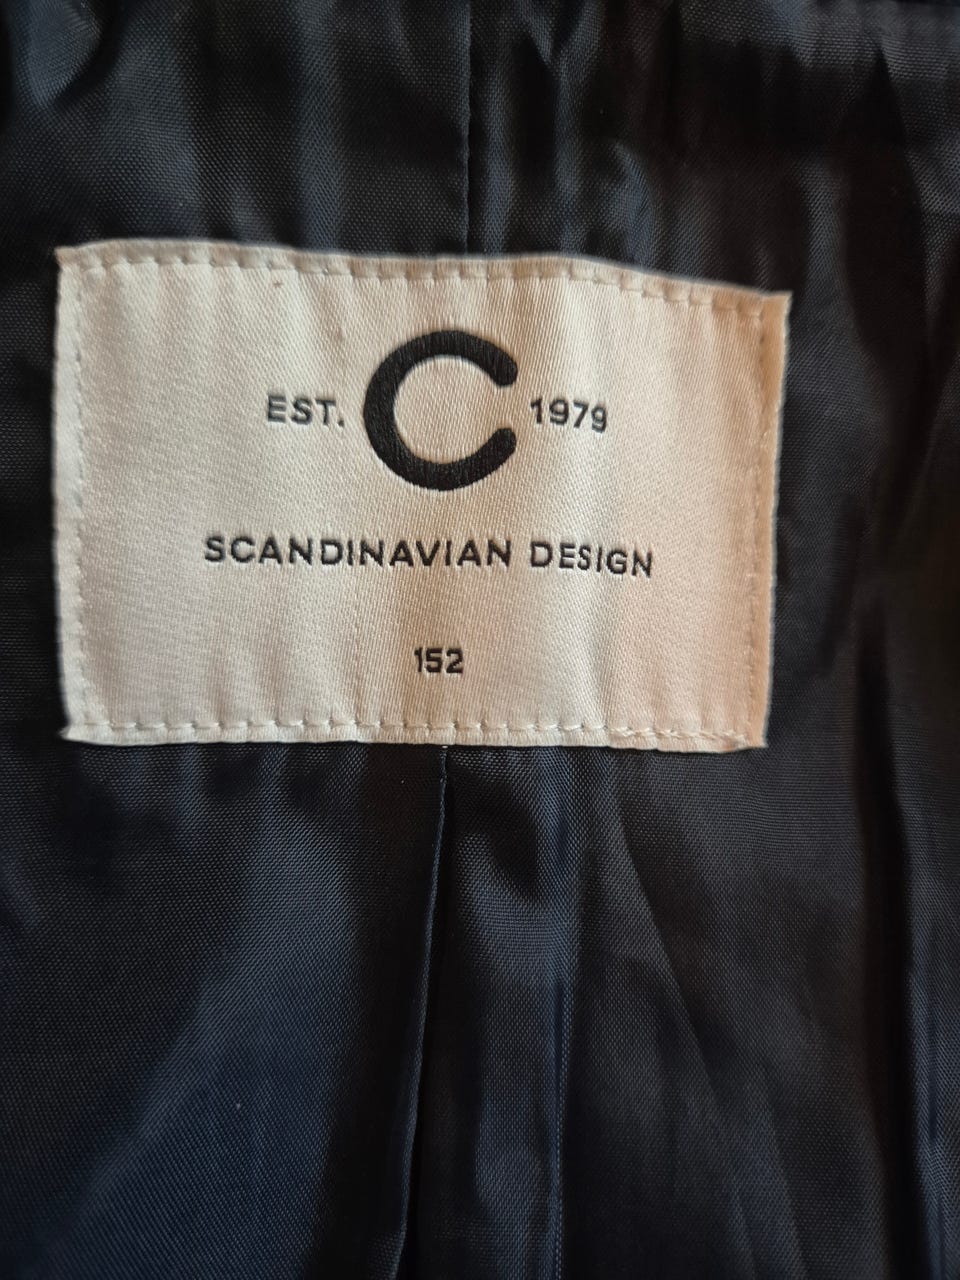 EST. C 1979
SCANDINAVIAN DESIGN
152